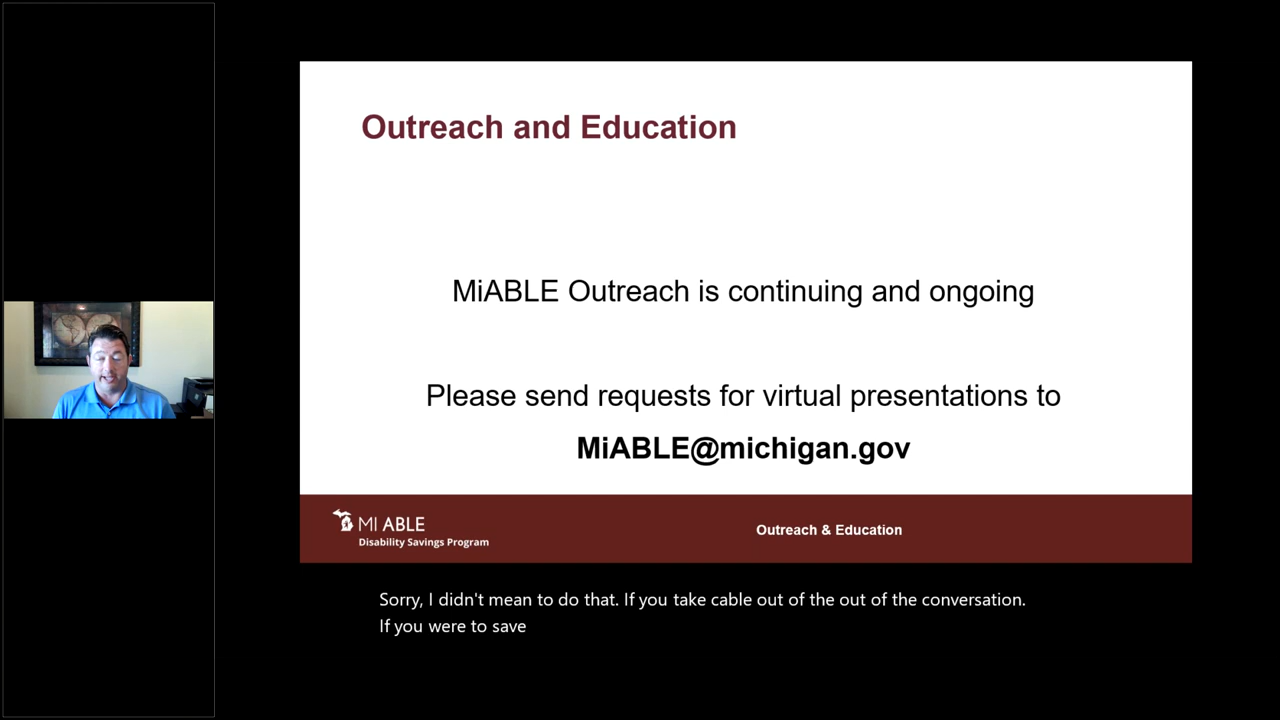 Outreach and Education
MiABLE Outreach is continuing and ongoing
Please send requests for virtual presentations to
MiABLE@michigan.gov
MI ABLE
Disability Savings Program
Outreach & Education
Sorry, I didn't mean to do that. If you take cable out of the out of the conversation.
If you were to save